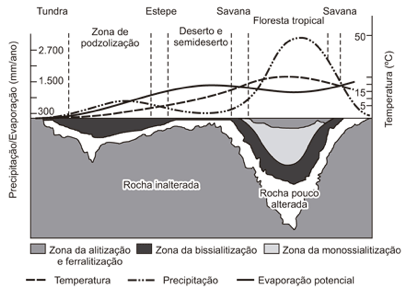 Tundra
Estepe
Savana
Savana
Floresta tropical
Zona de
podzolização
Deserto e
semideserto
Precipitação/Evaporação (mm/ano)
2.700
1.500
300
50
15
5
Temperatura (ºC)
Rocha inalterada
Rocha pouco
alterada
Zona da alitização
e ferralitização
Zona da bissialitização
Zona da monossialitização
Temperatura
Precipitação
Evaporação potencial